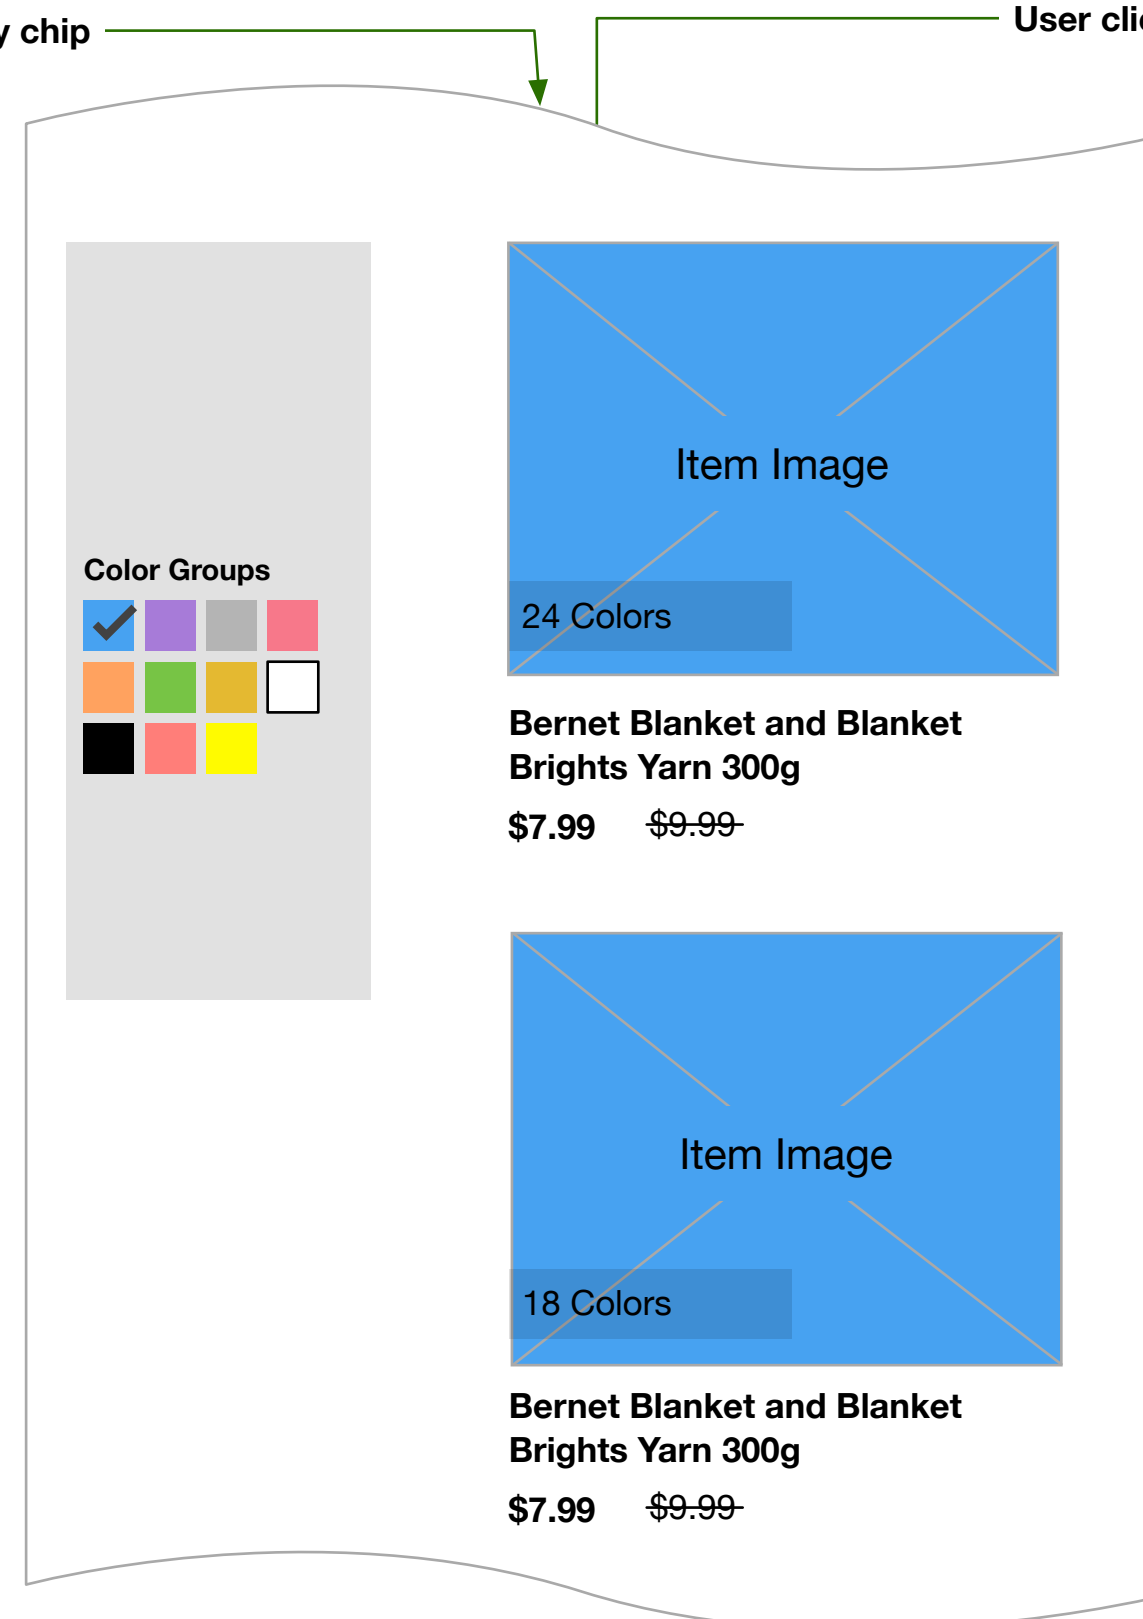 y chip
User clic
Color Groups
Item Image
24 Colors
Bernet Blanket and Blanket
Brights Yarn 300g
$7.99 $9.99
Item Image
18 Colors
Bernet Blanket and Blanket
Brights Yarn 300g
$7.99 $9.99